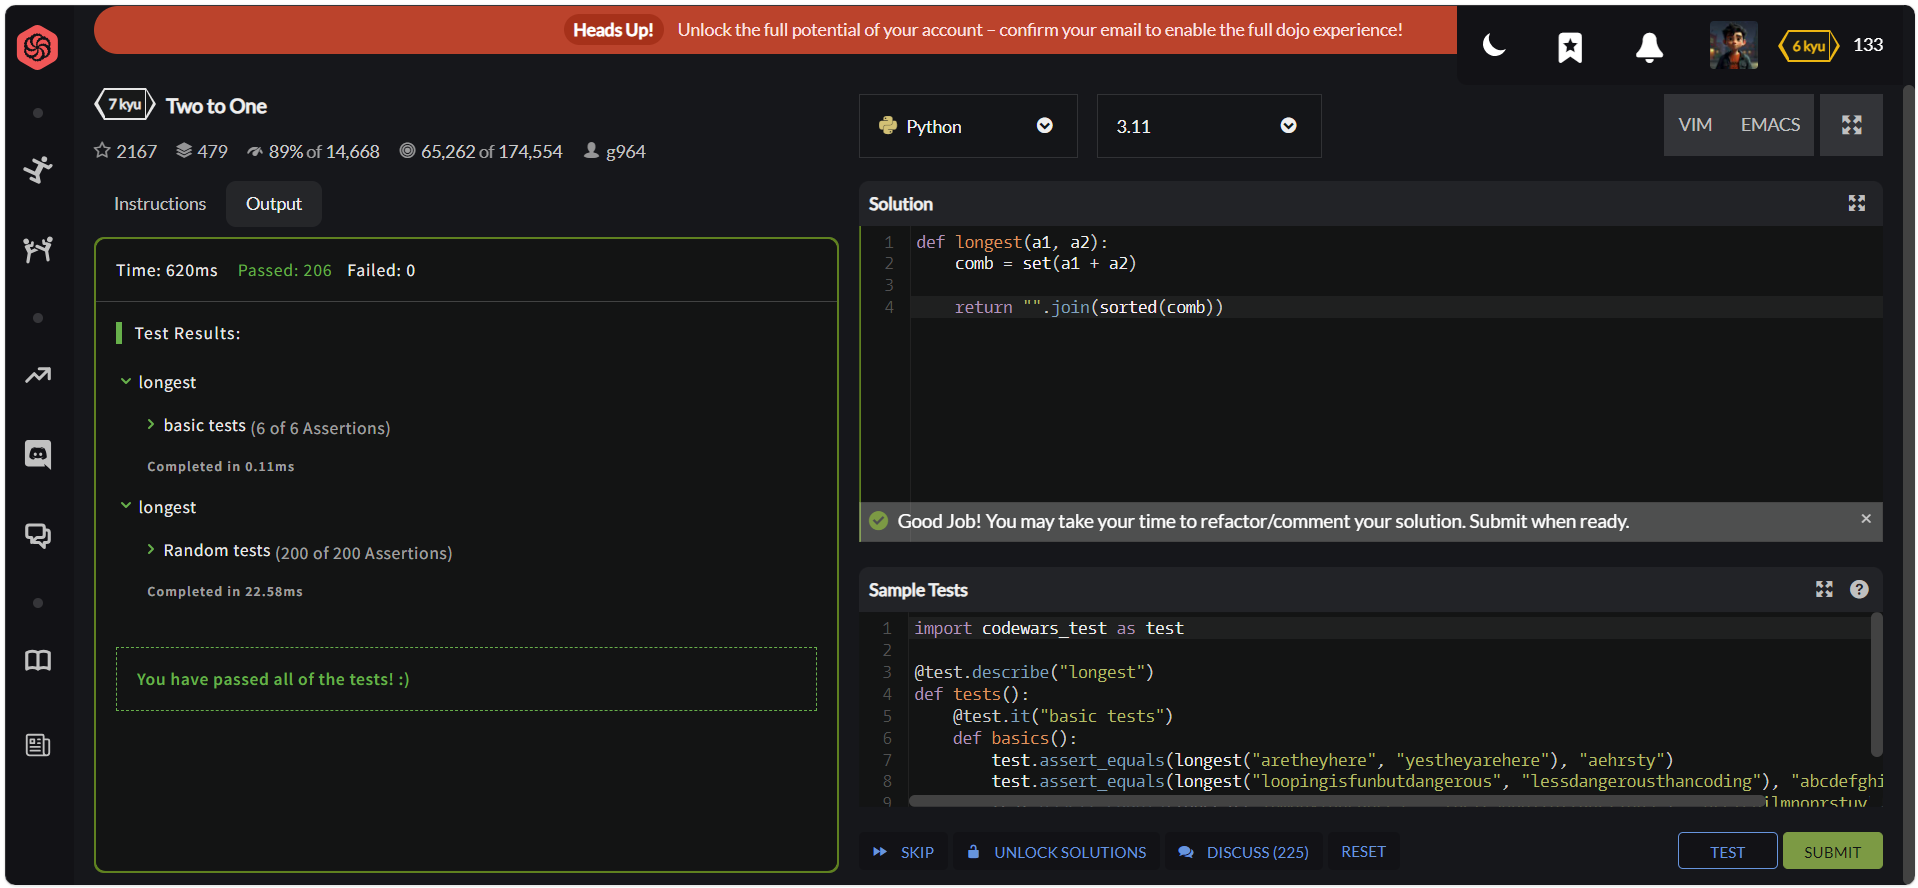 Heads Up! Unlock the full potential of your account – confirm your email to enable the full dojo experience!
6 kyu 133
7 kyu Two to One
2167 479 89% of 14,668 65,262 of 174,554 g964
Instructions Output
Time: 620ms Passed: 206 Failed: 0
Test Results:
longest
basic tests (6 of 6 Assertions)
Completed in 0.11ms
longest
Random tests (200 of 200 Assertions)
Completed in 22.58ms
You have passed all of the tests! :)
Python 3.11 VIM EMACS
Solution
1 def longest(a1, a2):
2     comb = set(a1 + a2)
3
4     return "".join(sorted(comb))
Good Job! You may take your time to refactor/comment your solution. Submit when ready.
Sample Tests
1 import codewars_test as test
2
3 @test.describe("longest")
4 def tests():
5     @test.it("basic tests")
6     def basics():
7         test.assert_equals(longest("aretheyhere", "yestheyarehere"), "aehrsty")
8         test.assert_equals(longest("loopingisfunbutdangerous", "lessdangerousthancoding"), "abcdefghi
9
SKIP UNLOCK SOLUTIONS DISCUSS (225) RESET TEST SUBMIT